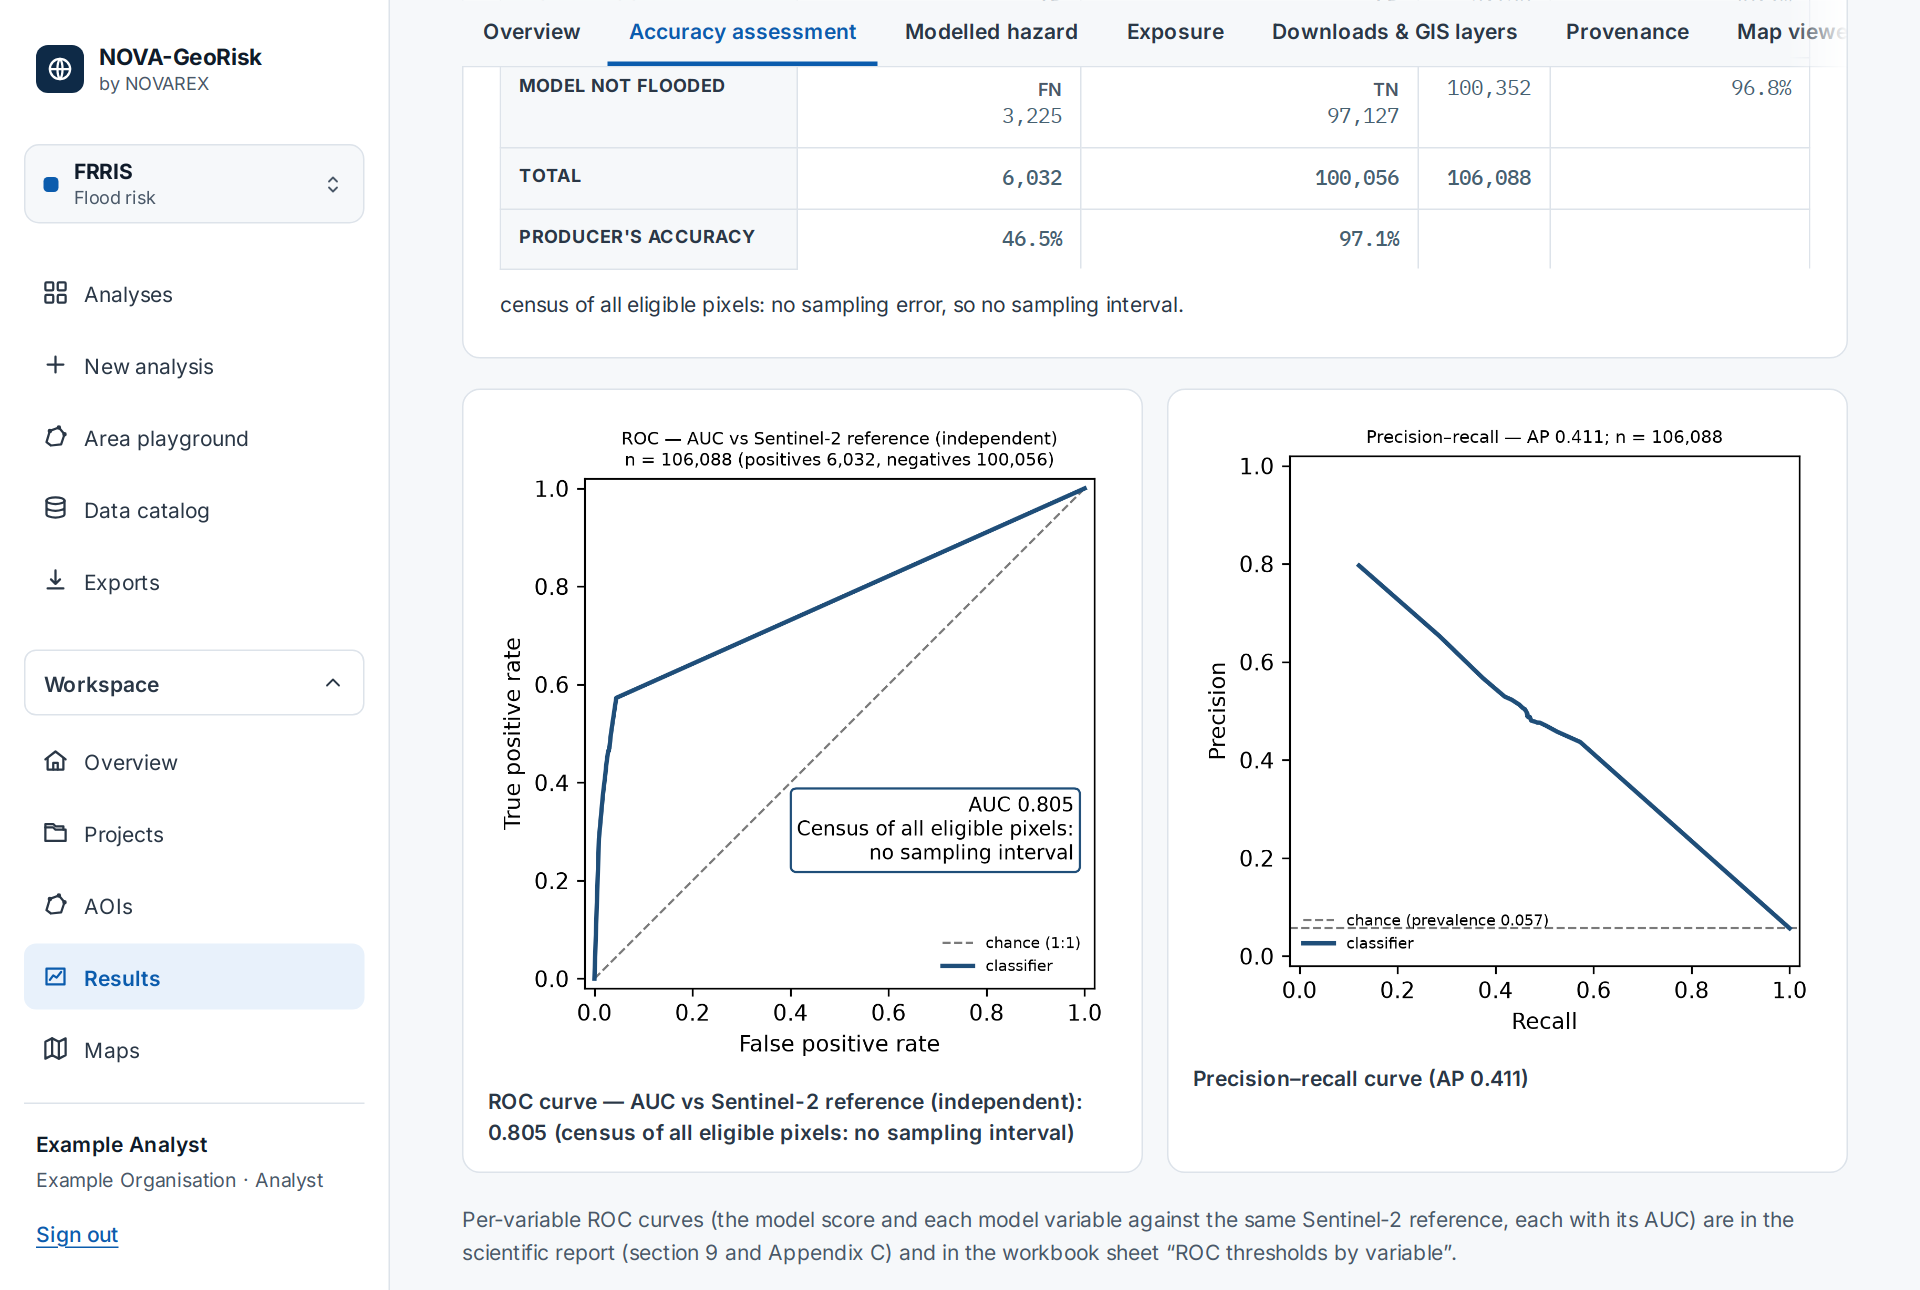 NOVA-GeoRisk
by NOVAREX
FRRIS
Flood risk
Analyses
New analysis
Area playground
Data catalog
Exports
Workspace
Overview
Projects
AOIs
Results
Maps
Example Analyst
Example Organisation · Analyst
Sign out
Overview Accuracy assessment Modelled hazard Exposure Downloads & GIS layers Provenance Map viewe
MODEL NOT FLOODED FN 3,225 TN 97,127 100,352 96.8%
TOTAL 6,032 100,056 106,088
PRODUCER'S ACCURACY 46.5% 97.1%
census of all eligible pixels: no sampling error, so no sampling interval.
ROC — AUC vs Sentinel-2 reference (independent)
n = 106,088 (positives 6,032, negatives 100,056)
1.0
0.8
0.6
0.4
0.2
0.0
True positive rate
AUC 0.805
Census of all eligible pixels:
no sampling interval
chance (1:1)
classifier
0.0 0.2 0.4 0.6 0.8 1.0
False positive rate
ROC curve — AUC vs Sentinel-2 reference (independent):
0.805 (census of all eligible pixels: no sampling interval)
Precision–recall — AP 0.411; n = 106,088
1.0
0.8
0.6
0.4
0.2
0.0
Precision
chance (prevalence 0.057)
classifier
0.0 0.2 0.4 0.6 0.8 1.0
Recall
Precision–recall curve (AP 0.411)
Per-variable ROC curves (the model score and each model variable against the same Sentinel-2 reference, each with its AUC) are in the
scientific report (section 9 and Appendix C) and in the workbook sheet “ROC thresholds by variable”.